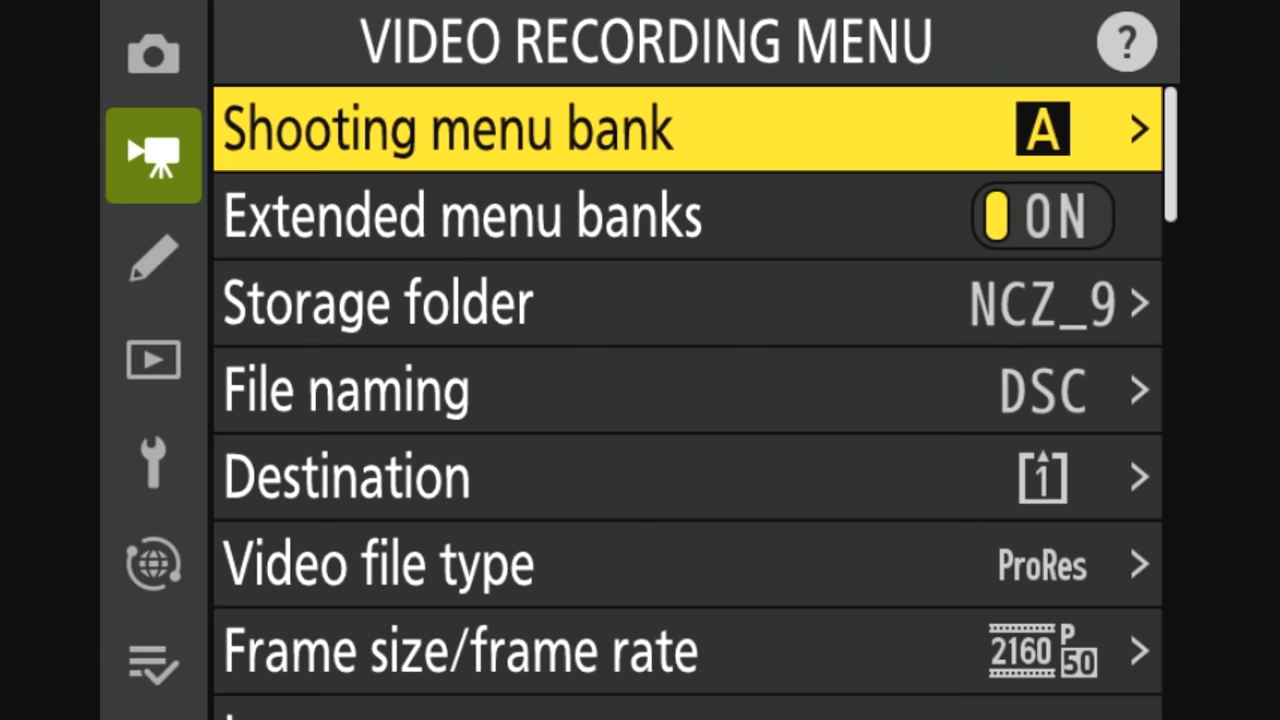 VIDEO RECORDING MENU ?
Shooting menu bank A >
Extended menu banks ON
Storage folder NCZ_9 >
File naming DSC >
Destination 1 >
Video file type ProRes >
Frame size/frame rate 2160 P 50 >